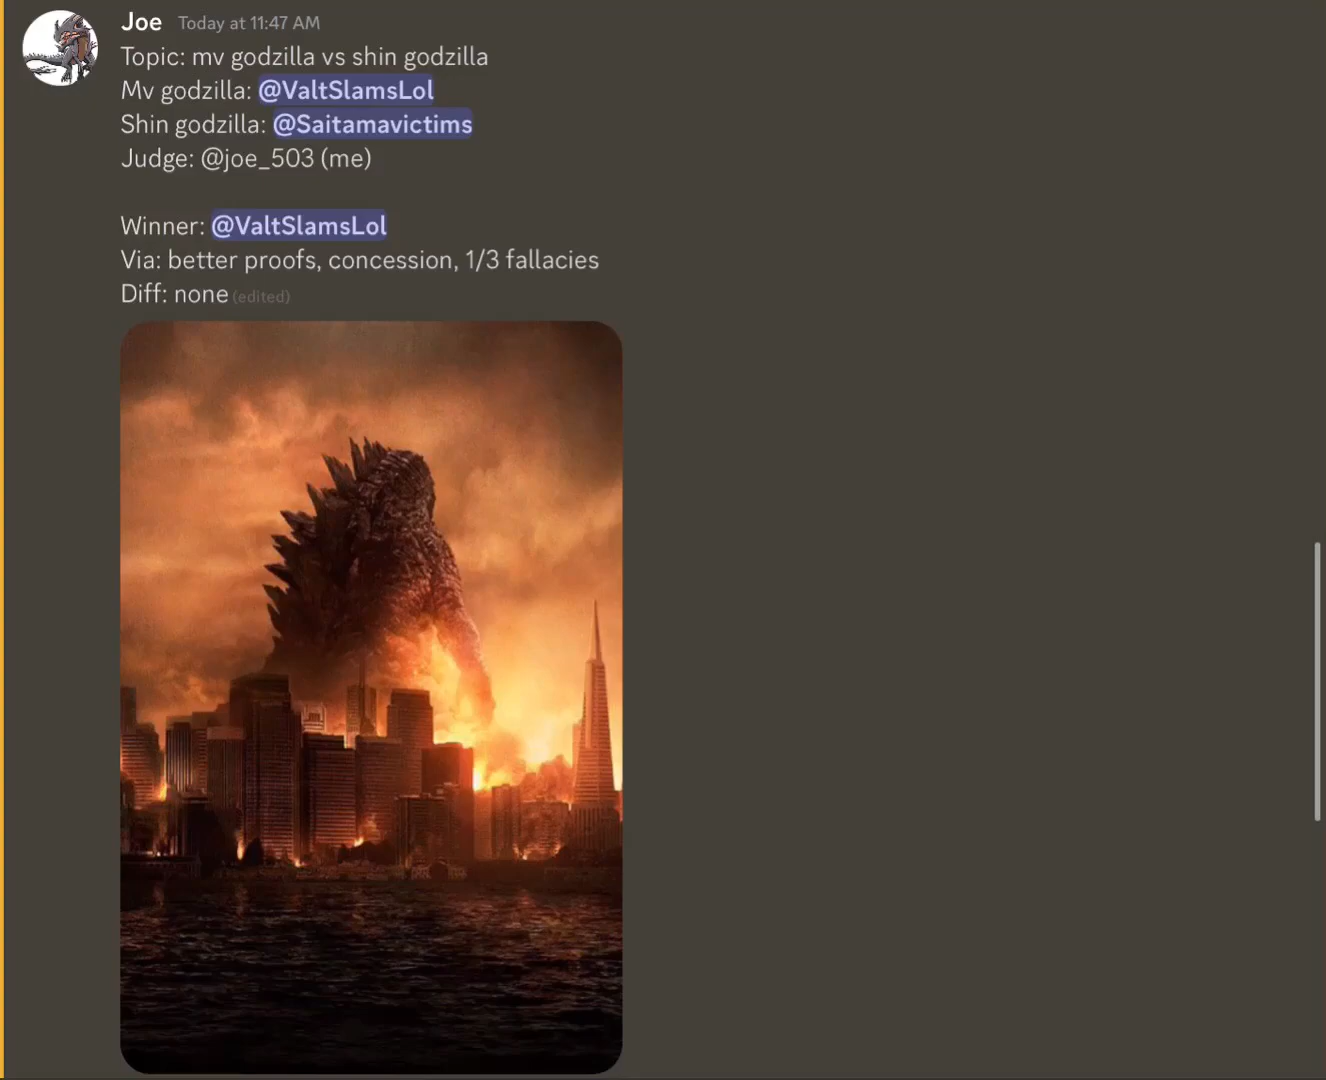 Joe Today at 11:47 AM
Topic: mv godzilla vs shin godzilla
Mv godzilla: @ValtSlamsLol
Shin godzilla: @Saitamavictims
Judge: @joe_503 (me)
Winner: @ValtSlamsLol
Via: better proofs, concession, 1/3 fallacies
Diff: none (edited)